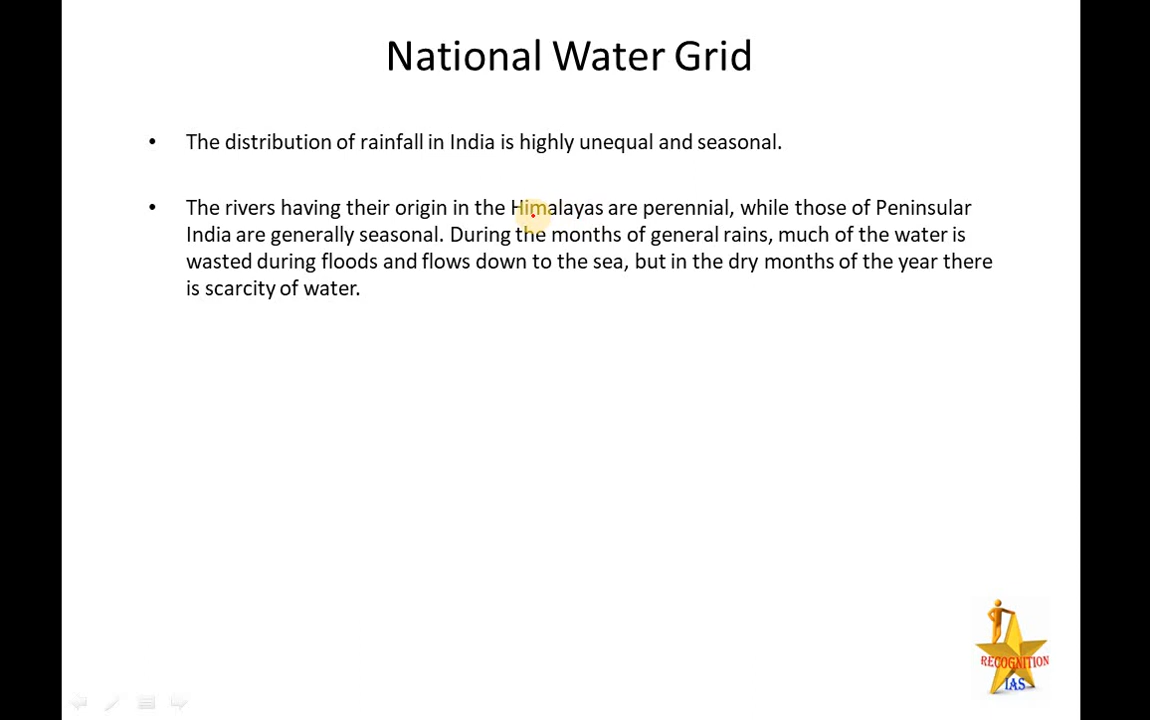 National Water Grid
• The distribution of rainfall in India is highly unequal and seasonal.
• The rivers having their origin in the Himalayas are perennial, while those of Peninsular
India are generally seasonal. During the months of general rains, much of the water is
wasted during floods and flows down to the sea, but in the dry months of the year there
is scarcity of water.
RECOGNITION
IAS